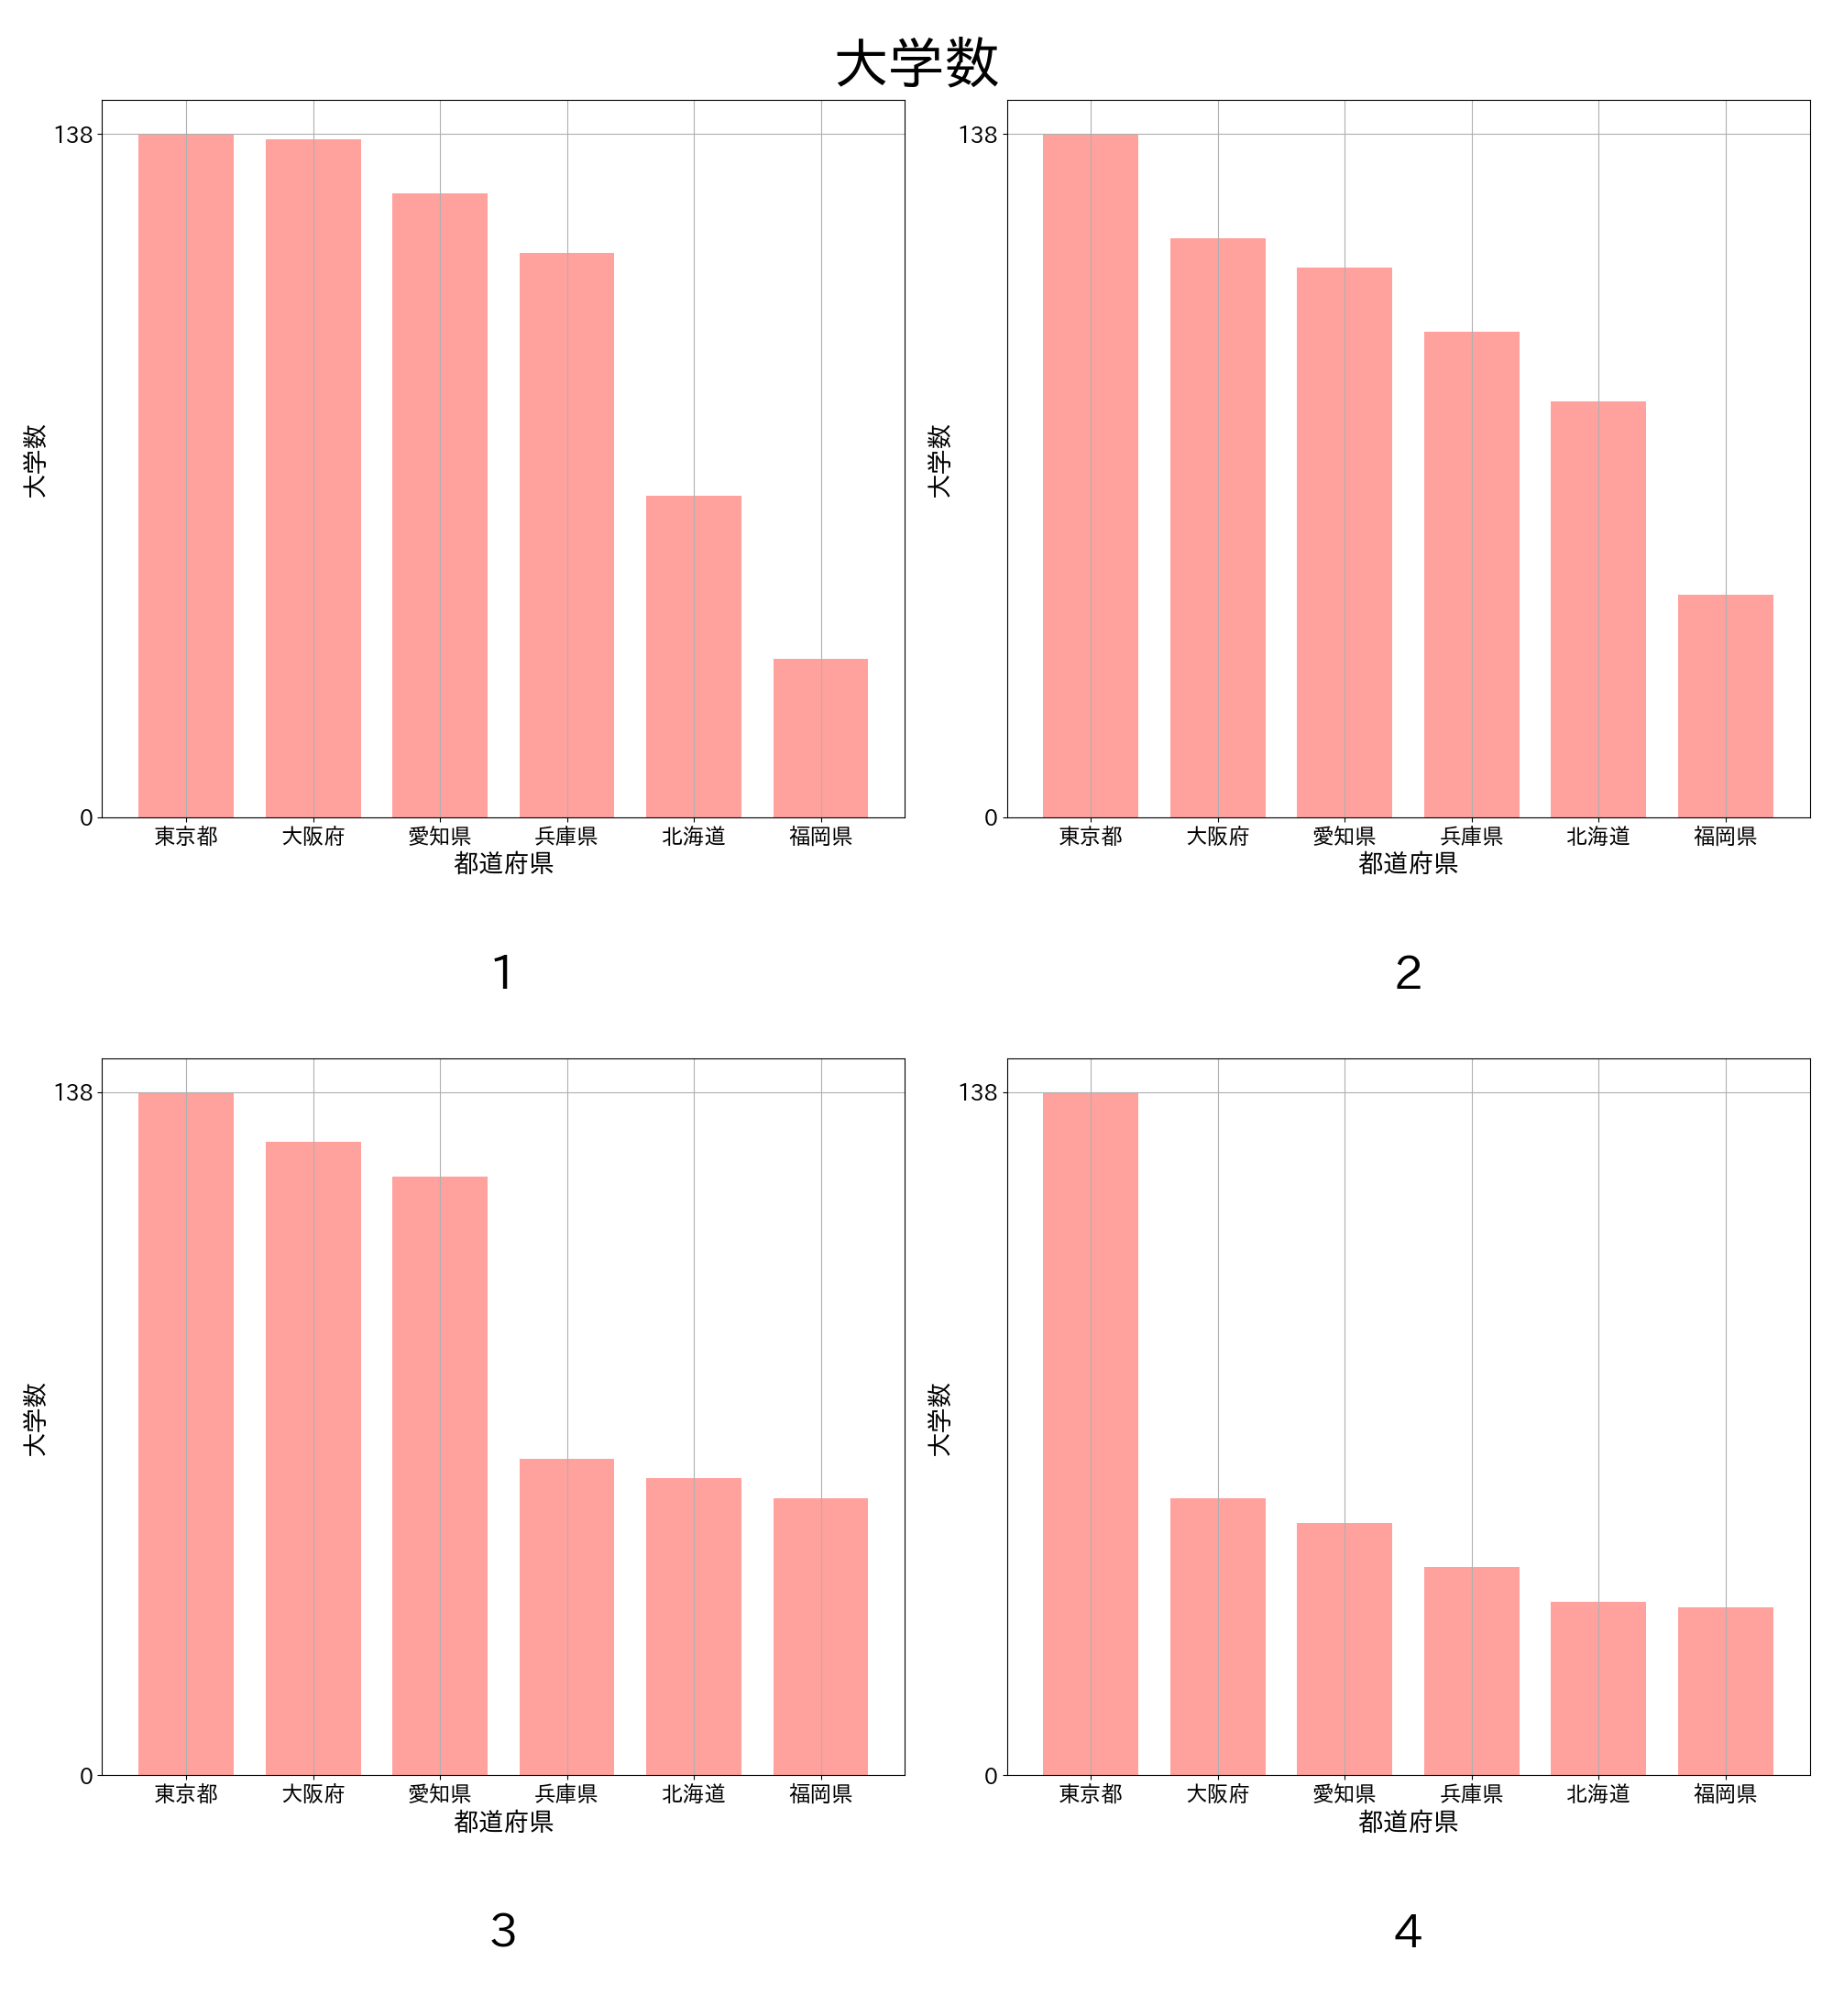 大学数
138
0
大学数
東京都 大阪府 愛知県 兵庫県 北海道 福岡県
都道府県
1
138
0
大学数
東京都 大阪府 愛知県 兵庫県 北海道 福岡県
都道府県
2
138
0
大学数
東京都 大阪府 愛知県 兵庫県 北海道 福岡県
都道府県
3
138
0
大学数
東京都 大阪府 愛知県 兵庫県 北海道 福岡県
都道府県
4